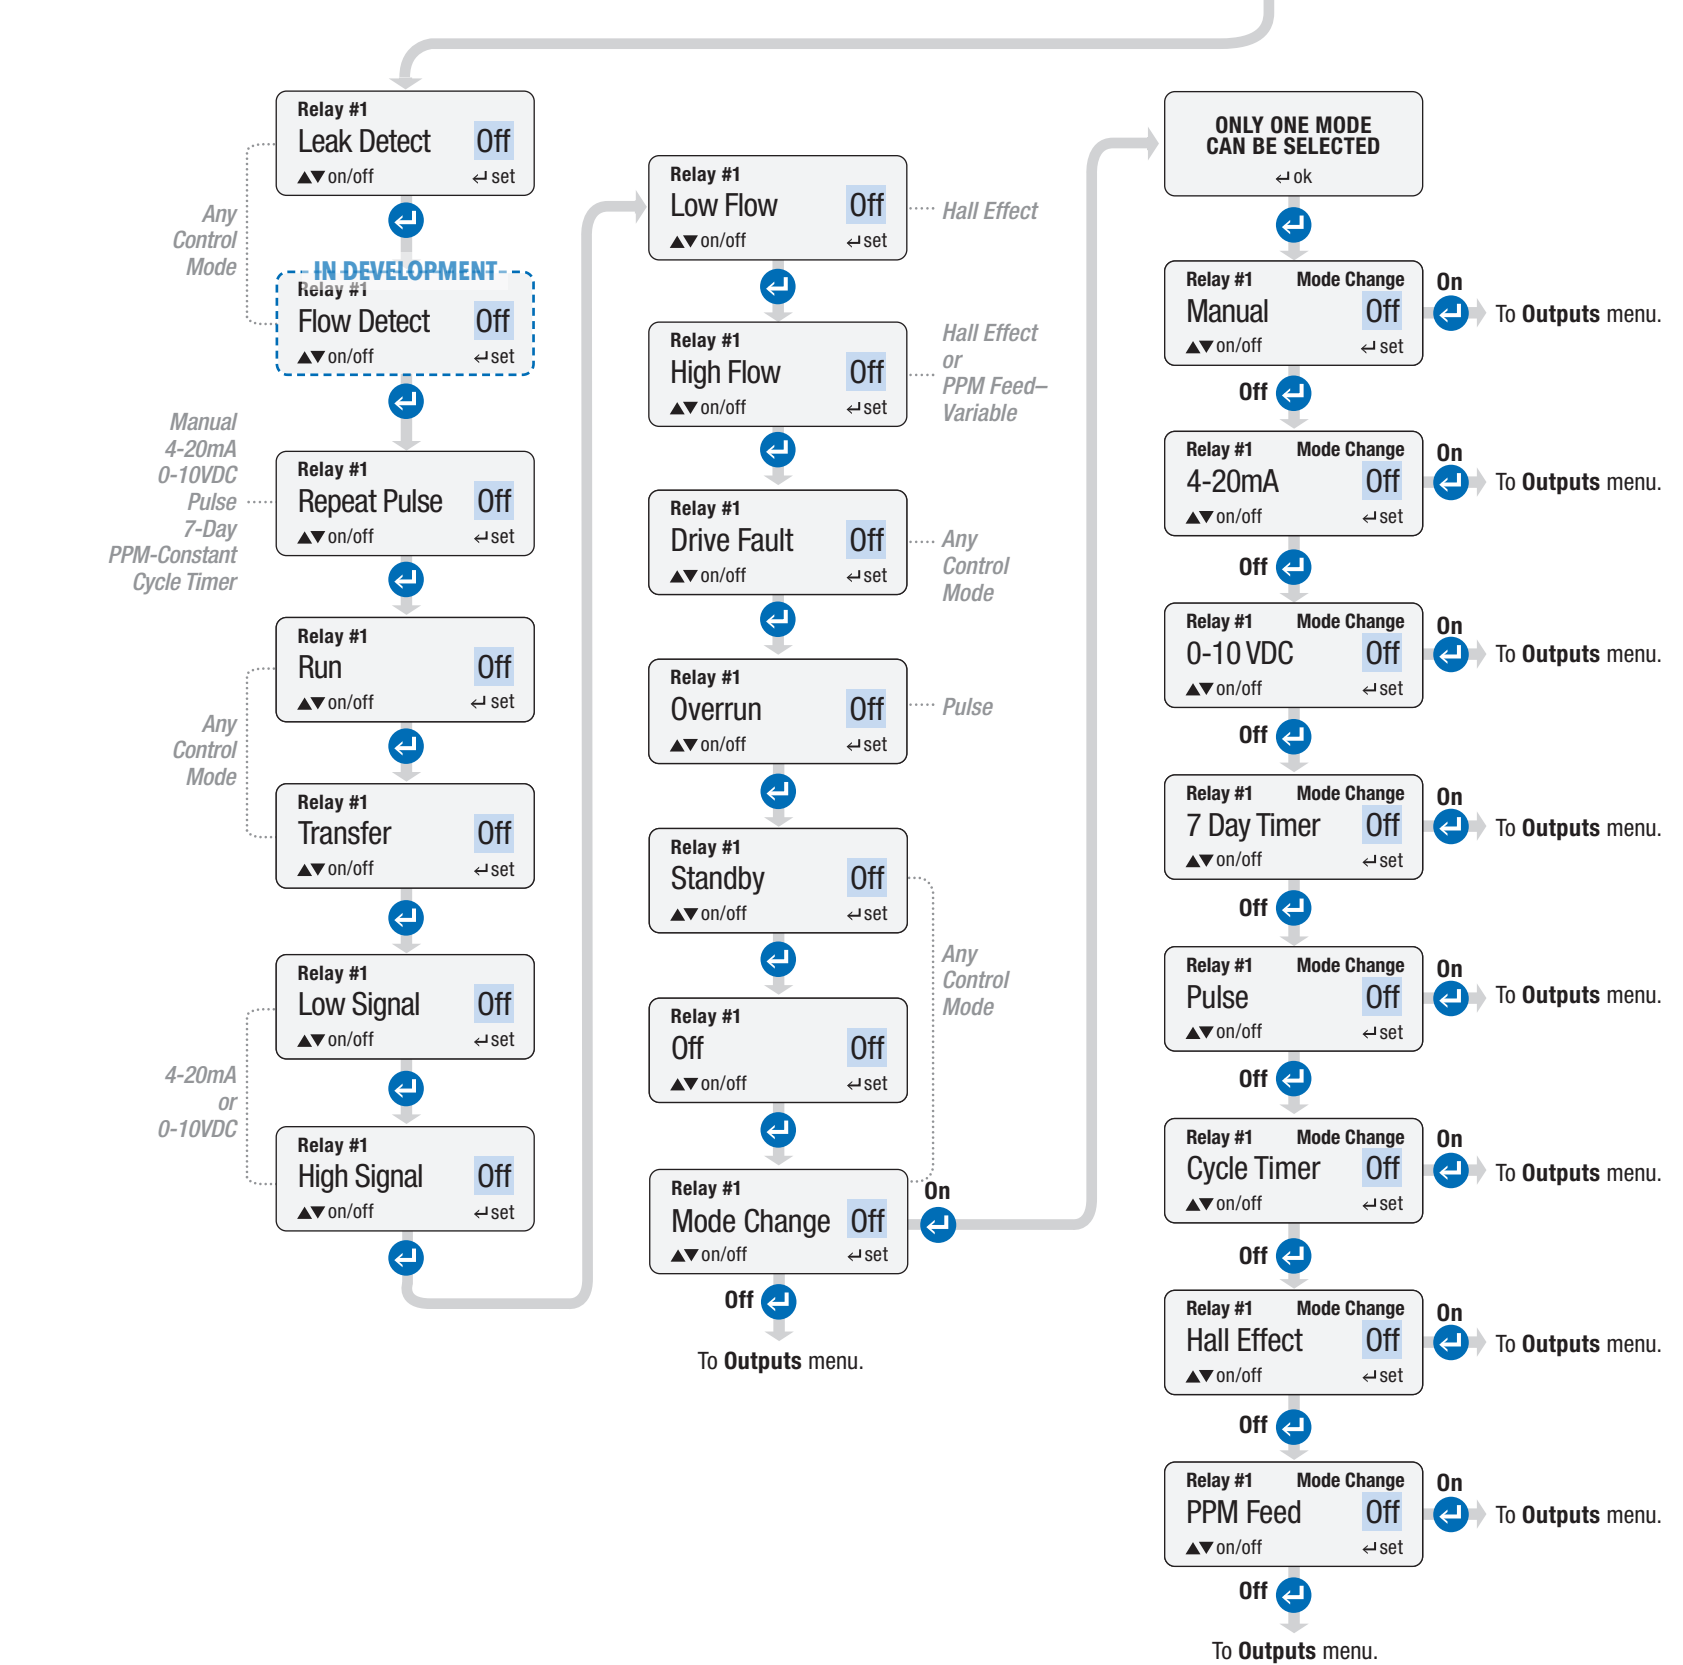 Relay #1
Leak Detect Off
▲▼ on/off ↵ set
Any
Control
Mode
IN DEVELOPMENT
Relay #1
Flow Detect Off
▲▼ on/off ↵ set
Manual
4-20mA
0-10VDC
Pulse
7-Day
PPM-Constant
Cycle Timer
Relay #1
Repeat Pulse Off
▲▼ on/off ↵ set
Relay #1
Run Off
▲▼ on/off ↵ set
Any
Control
Mode
Relay #1
Transfer Off
▲▼ on/off ↵ set
Relay #1
Low Signal Off
▲▼ on/off ↵ set
4-20mA
or
0-10VDC
Relay #1
High Signal Off
▲▼ on/off ↵ set
Relay #1
Low Flow Off
▲▼ on/off ↵ set
Hall Effect
Relay #1
High Flow Off
▲▼ on/off ↵ set
Hall Effect
or
PPM Feed–
Variable
Relay #1
Drive Fault Off
▲▼ on/off ↵ set
Any
Control
Mode
Relay #1
Overrun Off
▲▼ on/off ↵ set
Pulse
Relay #1
Standby Off
▲▼ on/off ↵ set
Any
Control
Mode
Relay #1
Off Off
▲▼ on/off ↵ set
Relay #1
Mode Change Off
▲▼ on/off ↵ set
On
Off
To Outputs menu.
ONLY ONE MODE
CAN BE SELECTED
↵ ok
Relay #1 Mode Change
Manual Off
▲▼ on/off ↵ set
On
To Outputs menu.
Off
Relay #1 Mode Change
4-20mA Off
▲▼ on/off ↵ set
On
To Outputs menu.
Off
Relay #1 Mode Change
0-10 VDC Off
▲▼ on/off ↵ set
On
To Outputs menu.
Off
Relay #1 Mode Change
7 Day Timer Off
▲▼ on/off ↵ set
On
To Outputs menu.
Off
Relay #1 Mode Change
Pulse Off
▲▼ on/off ↵ set
On
To Outputs menu.
Off
Relay #1 Mode Change
Cycle Timer Off
▲▼ on/off ↵ set
On
To Outputs menu.
Off
Relay #1 Mode Change
Hall Effect Off
▲▼ on/off ↵ set
On
To Outputs menu.
Off
Relay #1 Mode Change
PPM Feed Off
▲▼ on/off ↵ set
On
To Outputs menu.
Off
To Outputs menu.